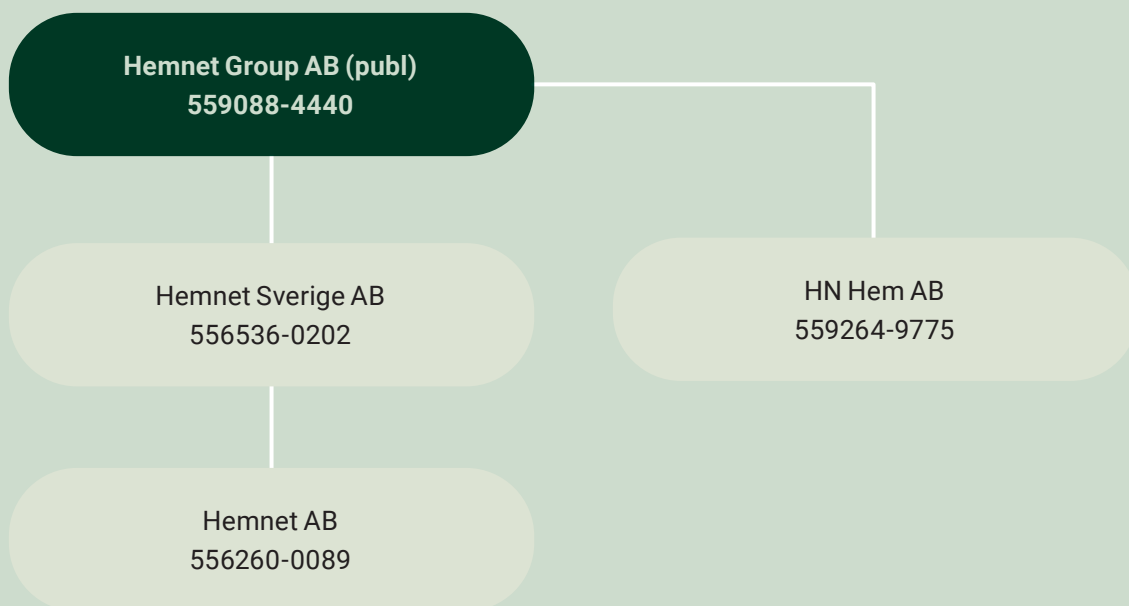 Hemnet Group AB (publ)
559088-4440
Hemnet Sverige AB
556536-0202
HN Hem AB
559264-9775
Hemnet AB
556260-0089